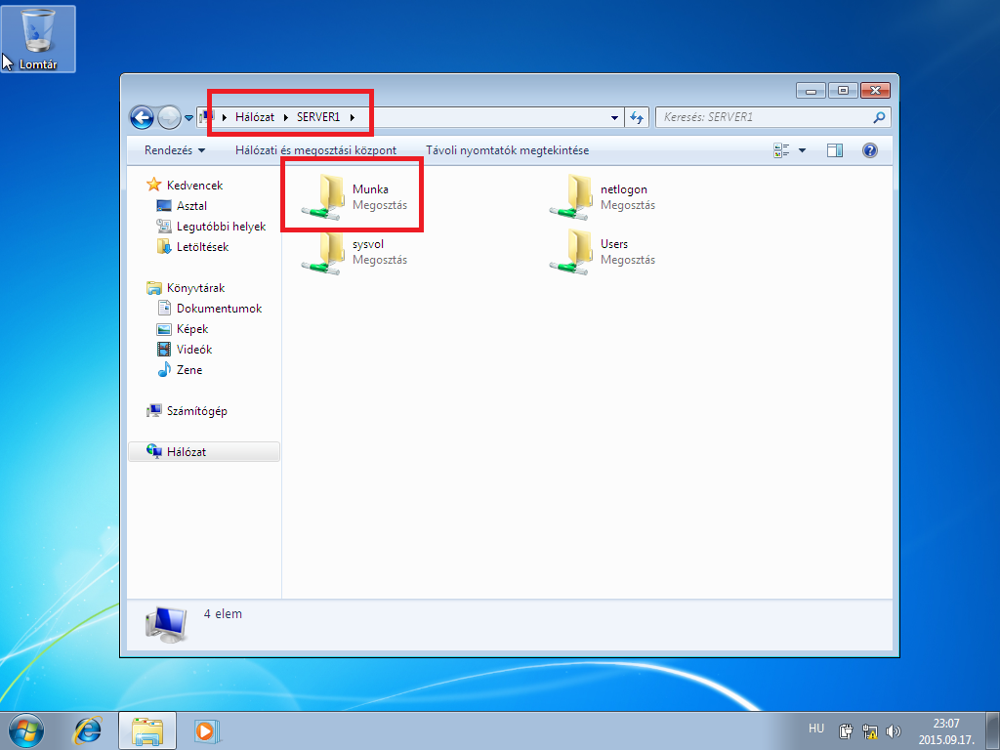 Lomtár
Hálózat SERVER1
Keresés: SERVER1
Rendezés Hálózati és megosztási központ Távoli nyomtatók megtekintése
Kedvencek
Asztal
Legutóbbi helyek
Letöltések
Könyvtárak
Dokumentumok
Képek
Videók
Zene
Számítógép
Hálózat
Munka
Megosztás
netlogon
Megosztás
sysvol
Megosztás
Users
Megosztás
4 elem
HU
23:07
2015.09.17.